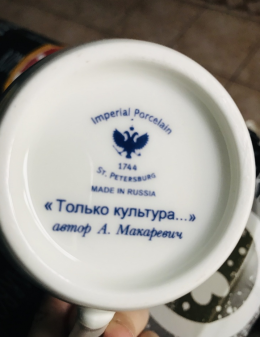 Imperial Porcelain
1744
St. Petersburg
MADE IN RUSSIA
« Только культура...»
автор А. Макаревич